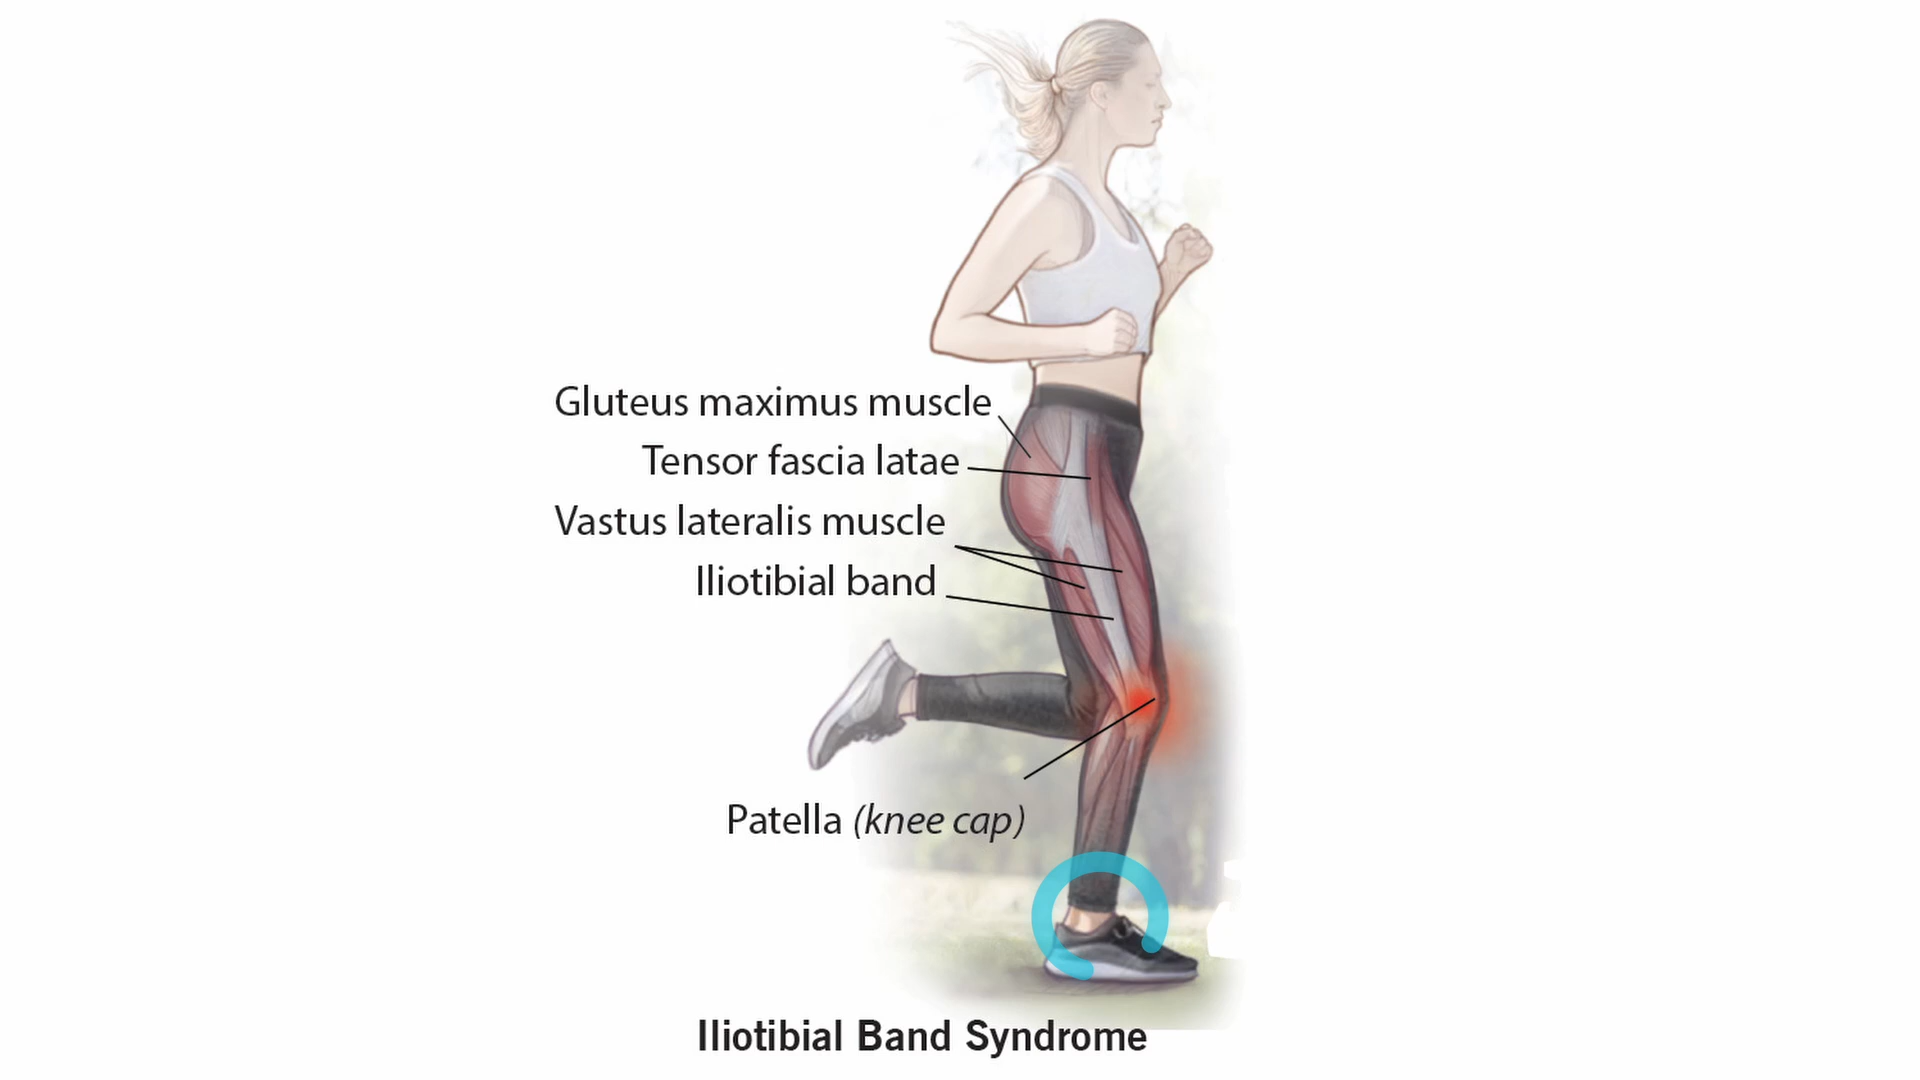 Gluteus maximus muscle
Tensor fascia latae
Vastus lateralis muscle
Iliotibial band
Patella (knee cap)
Iliotibial Band Syndrome